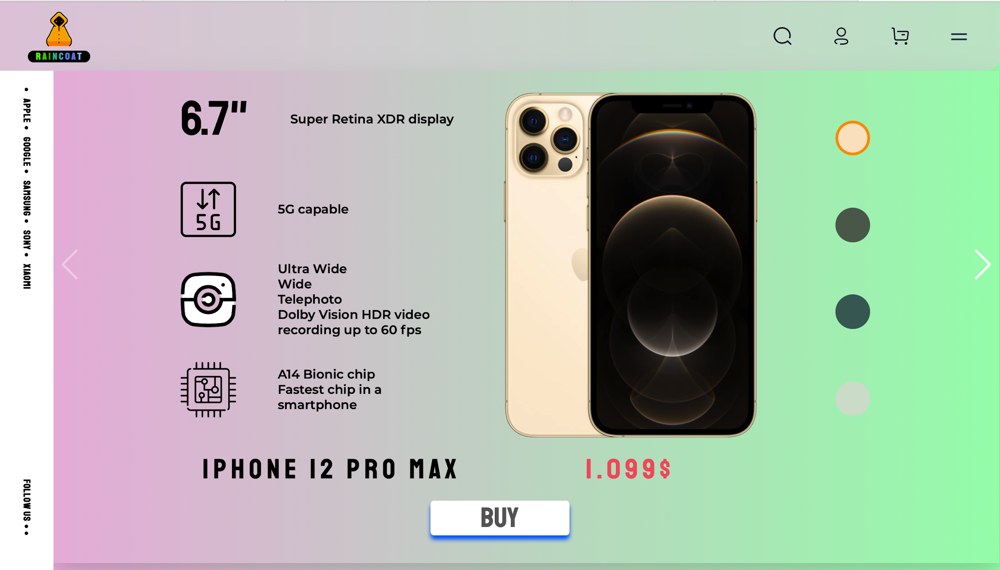 RAINCOAT
• APPLE • GOOGLE • SAMSUNG • SONY • XIAOMI
FOLLOW US • •
6.7"
Super Retina XDR display
5G
5G capable
Ultra Wide
Wide
Telephoto
Dolby Vision HDR video
recording up to 60 fps
A14 Bionic chip
Fastest chip in a
smartphone
IPHONE 12 PRO MAX
1.099$
BUY